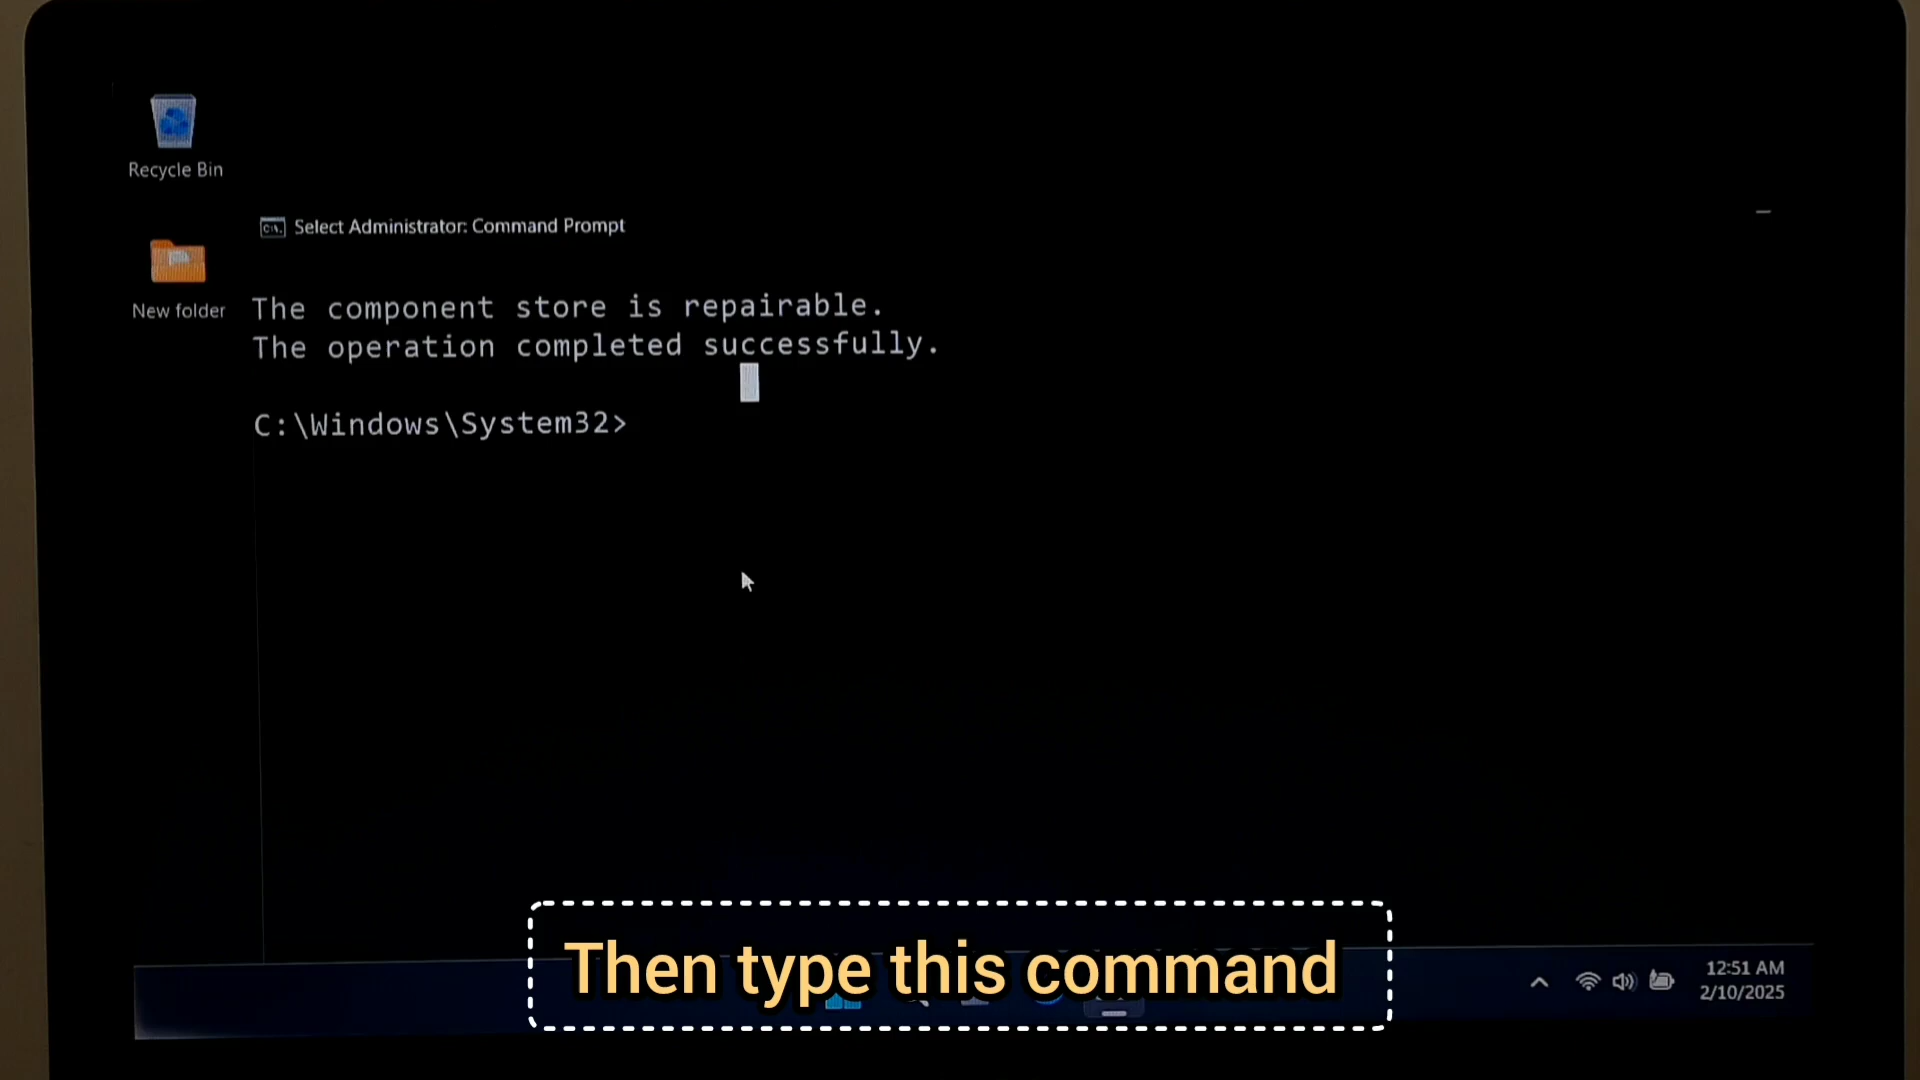 Recycle Bin
Select Administrator: Command Prompt
New folder
The component store is repairable.
The operation completed successfully.
C:\Windows\System32>
Then type this command
12:51 AM
2/10/2025